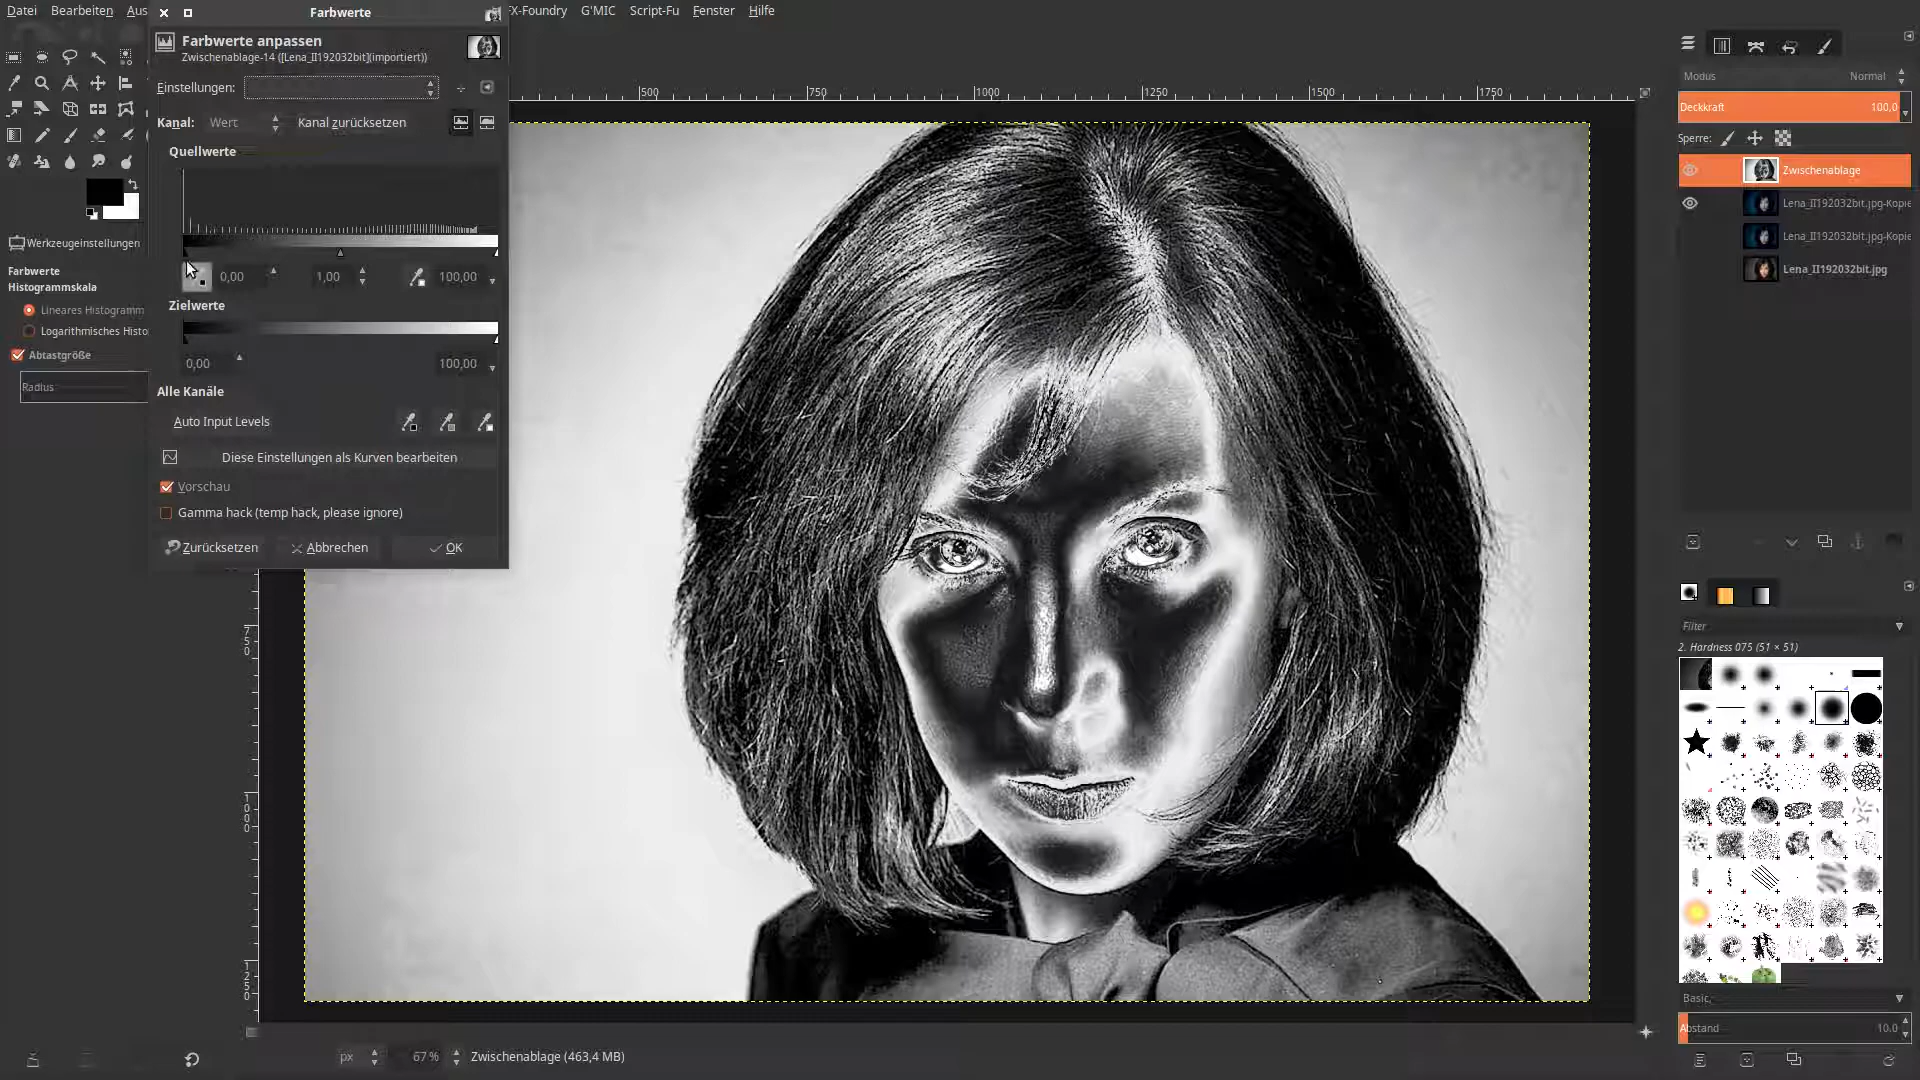 Datei Bearbeiten Aus
Farbwerte
FX-Foundry G'MIC Script-Fu Fenster Hilfe
Farbwerte anpassen
Zwischenablage-14 ([Lena_II192032bit](importiert))
Einstellungen:
Kanal: Wert Kanal zurücksetzen
Quellwerte
0,00 1,00 100,00
Zielwerte
0,00 100,00
Alle Kanäle
Auto Input Levels
Diese Einstellungen als Kurven bearbeiten
Vorschau
Gamma hack (temp hack, please ignore)
Zurücksetzen Abbrechen OK
Werkzeugeinstellungen
Farbwerte
Histogrammskala
Lineares Histogramm
Logarithmisches Histo
Abtastgröße
Radius
500 750 1000 1250 1500 1750
750
1000
1250
px 67 % Zwischenablage (463,4 MB)
Modus Normal
Deckkraft 100,0
Sperre:
Zwischenablage
Lena_II192032bit.jpg-Kopie
Lena_II192032bit.jpg-Kopie
Lena_II192032bit.jpg
Filter
2. Hardness 075 (51 × 51)
Basic,
Abstand 10.0